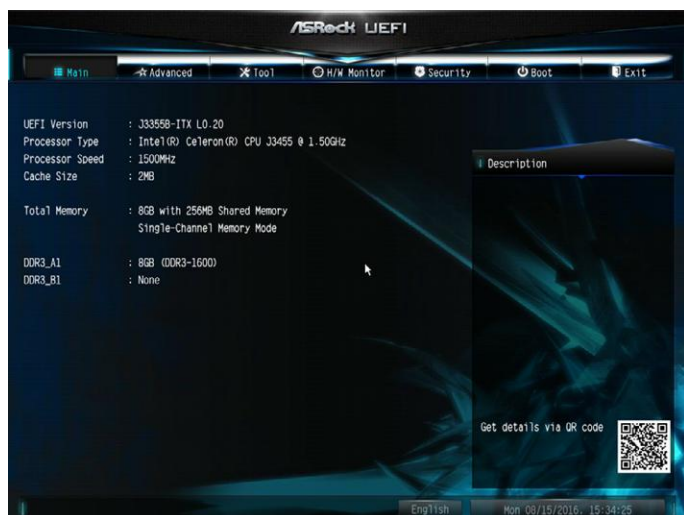 ASRock UEFI
Main Advanced Tool H/W Monitor Security Boot Exit
UEFI Version : J3355B-ITX L0.20
Processor Type : Intel(R) Celeron(R) CPU J3455 @ 1.50GHz
Processor Speed : 1500MHz
Cache Size : 2MB
Total Memory : 8GB with 256MB Shared Memory
Single-Channel Memory Mode
DDR3_A1 : 8GB (DDR3-1600)
DDR3_B1 : None
Description
Get details via QR code
English Mon 08/15/2016. 15:34:25